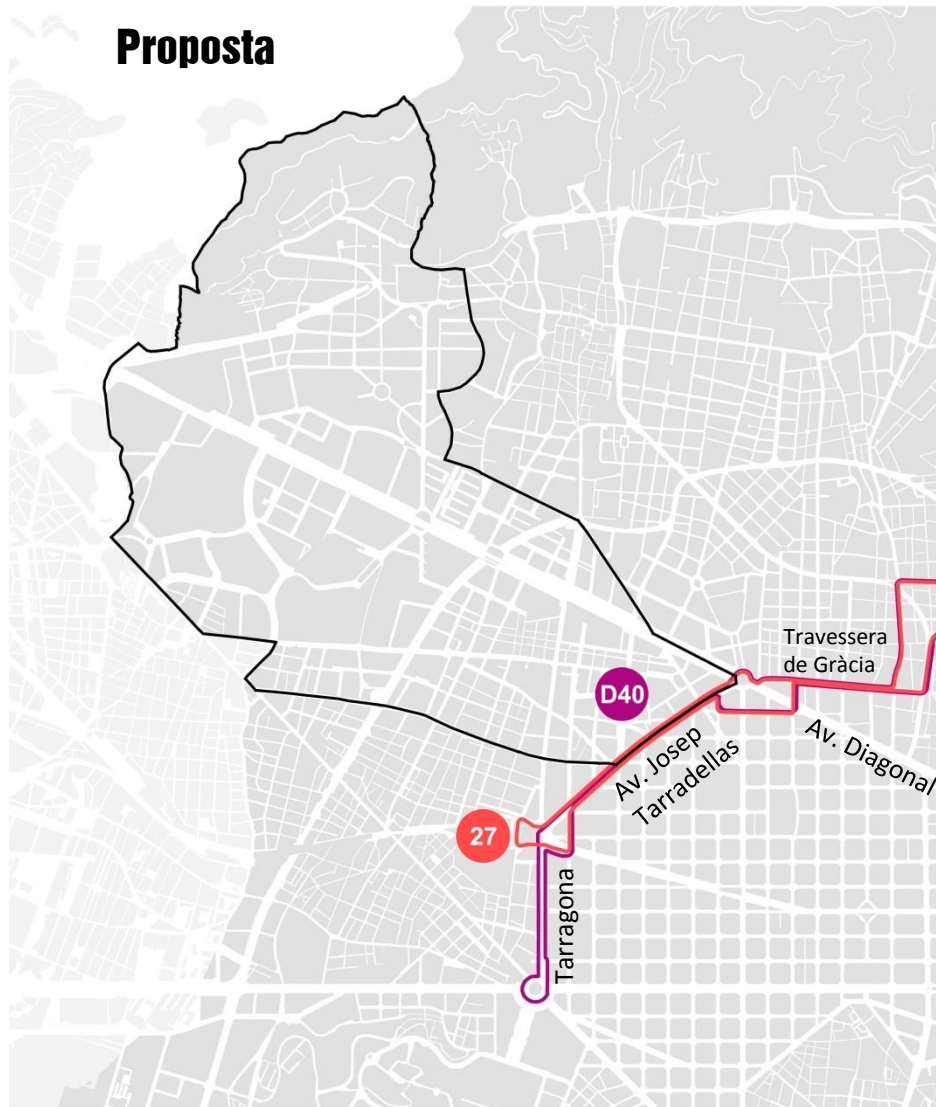 Proposta
Travessera
de Gràcia
D40
Av. Josep
Tarradellas
Av. Diagonal
27
Tarragona